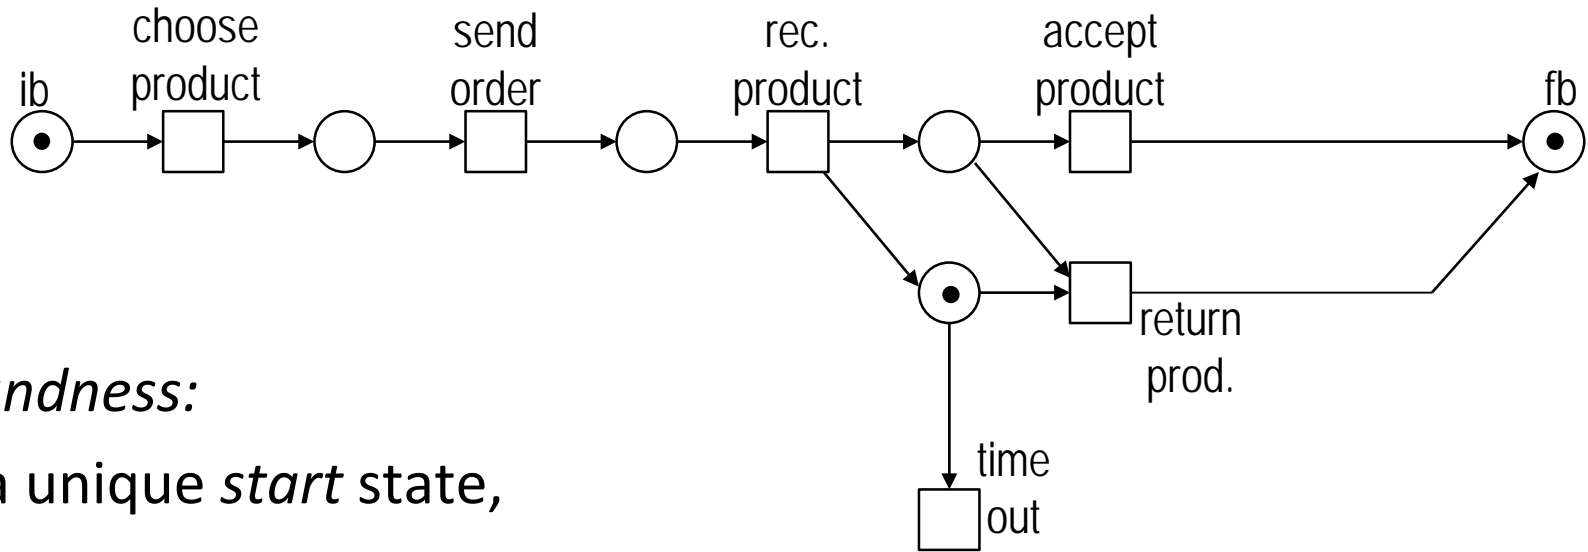 choose
product
send
order
rec.
product
accept
product
ib
fb
return
prod.
ndness:
a unique start state,
time
out